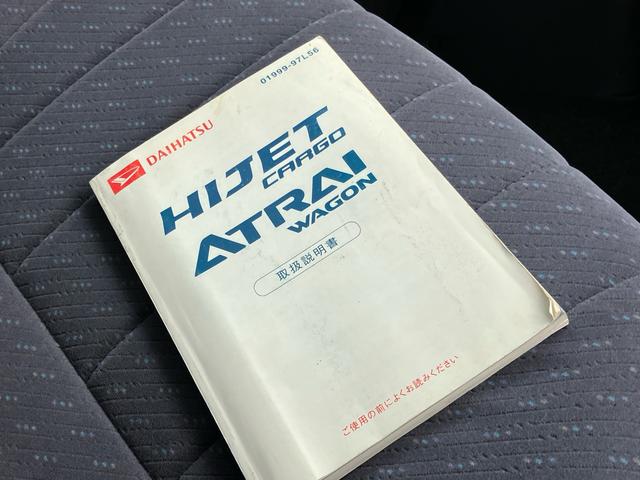 01999-97L56
DAIHATSU
HIJET
CARGO
ATRAI
WAGON
取扱説明書
ご使用の前によくお読みください